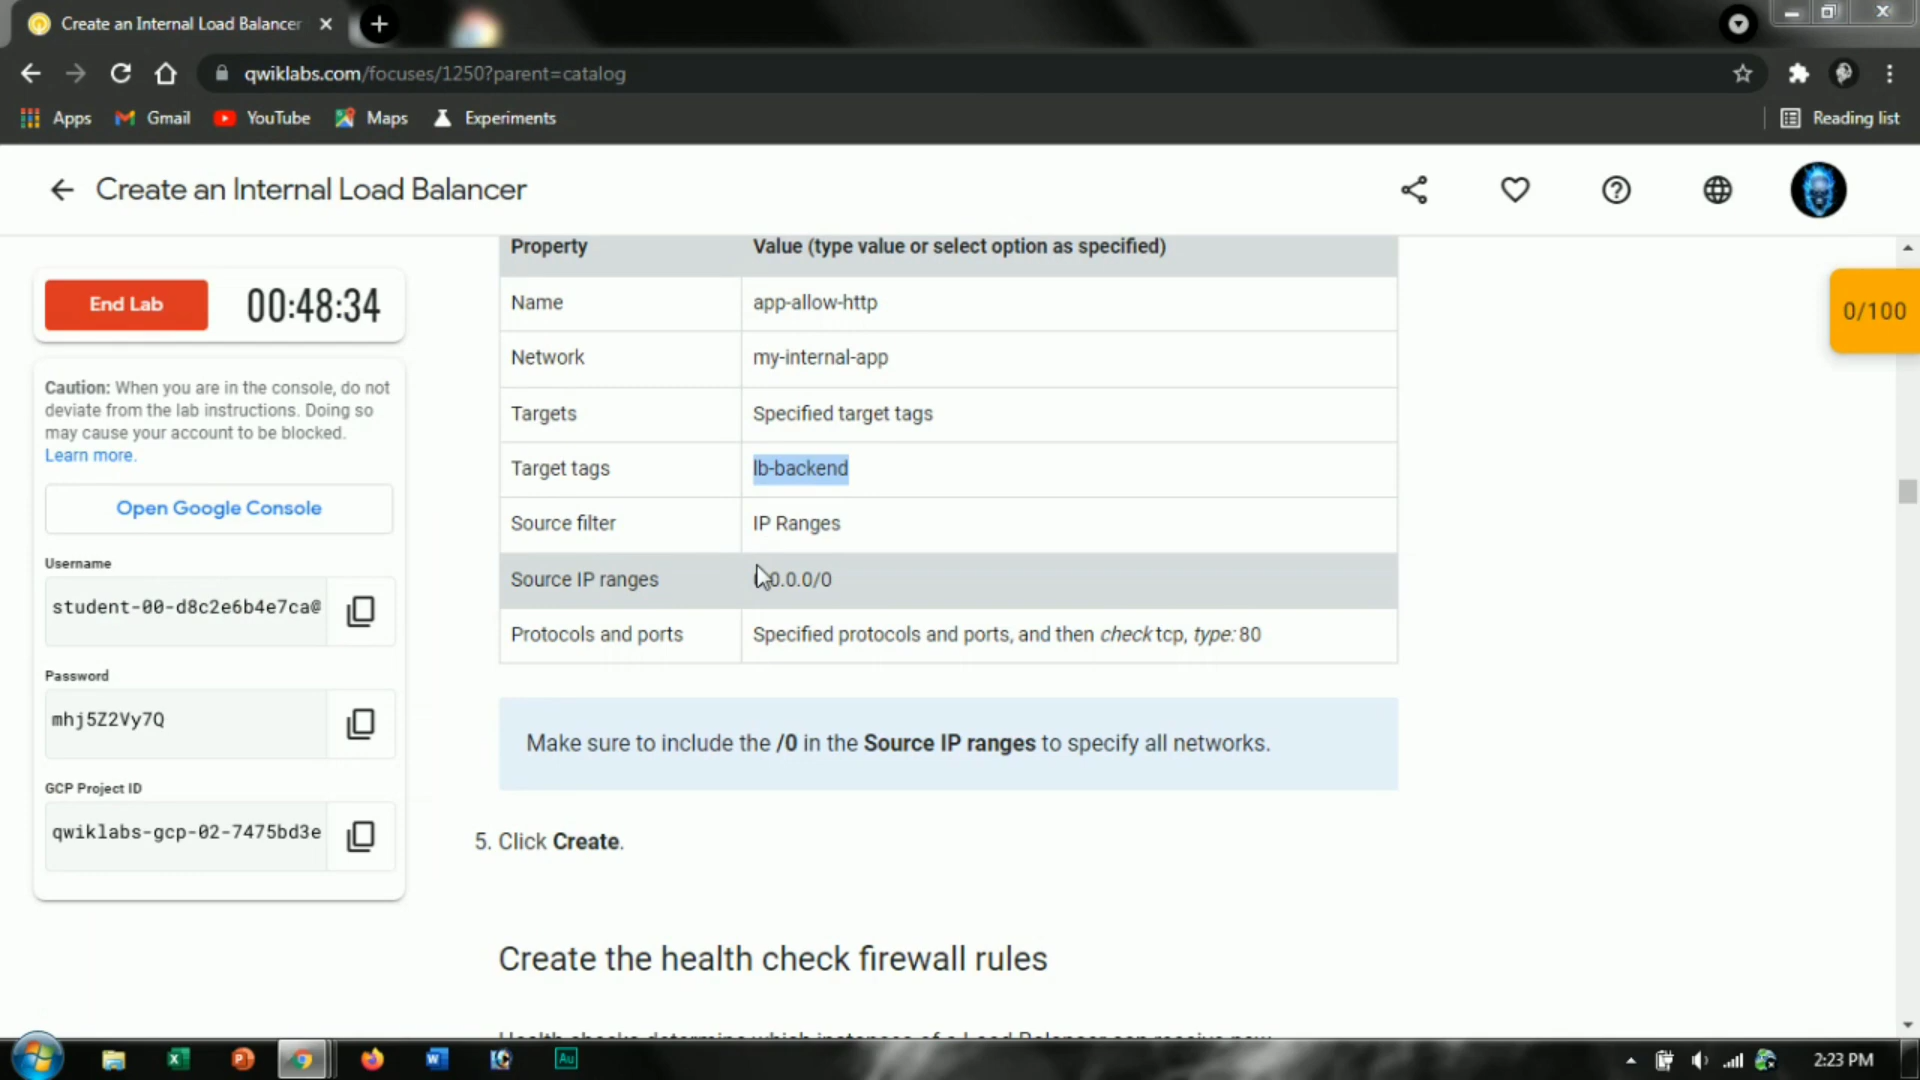 Create an Internal Load Balancer
qwiklabs.com/focuses/1250?parent=catalog
Apps Gmail YouTube Maps Experiments Reading list
Create an Internal Load Balancer
End Lab 00:48:34
Caution: When you are in the console, do not
deviate from the lab instructions. Doing so
may cause your account to be blocked.
Learn more.
Open Google Console
Username
student-00-d8c2e6b4e7ca@
Password
mhj5Z2Vy7Q
GCP Project ID
qwiklabs-gcp-02-7475bd3e
Property Value (type value or select option as specified)
Name app-allow-http
Network my-internal-app
Targets Specified target tags
Target tags lb-backend
Source filter IP Ranges
Source IP ranges 0.0.0/0
Protocols and ports Specified protocols and ports, and then check tcp, type: 80
Make sure to include the /0 in the Source IP ranges to specify all networks.
5. Click Create.
Create the health check firewall rules
0/100
2:23 PM